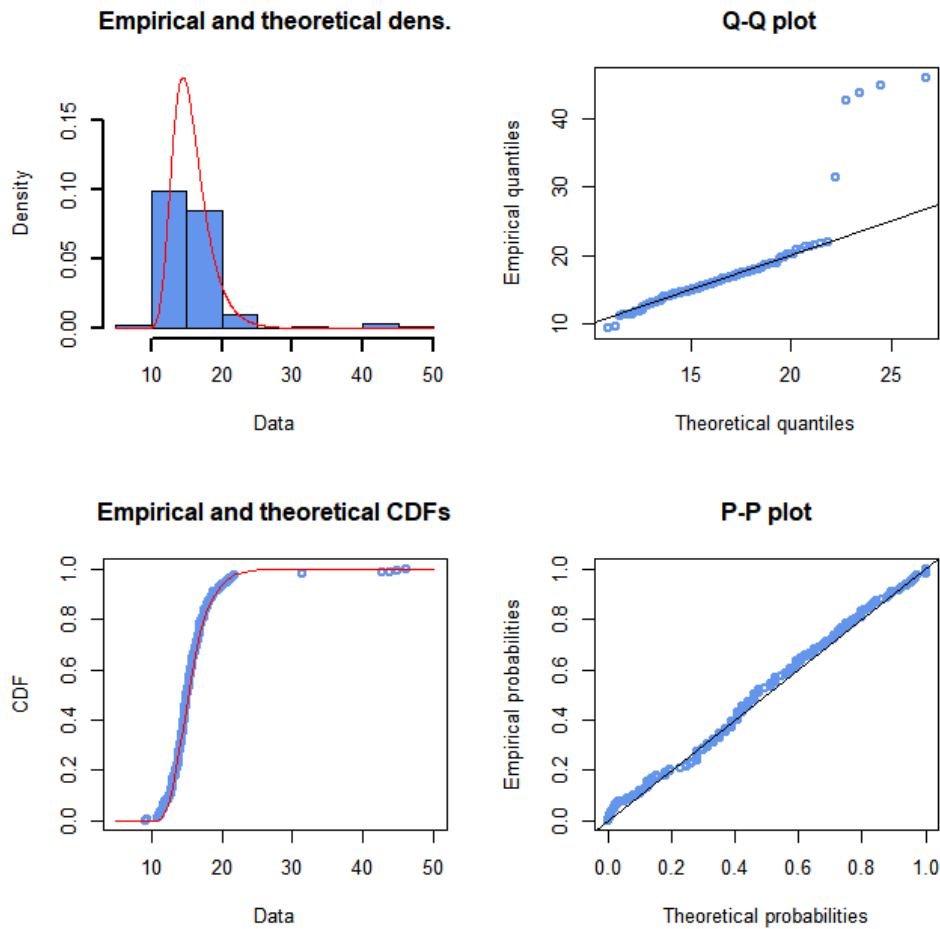 Empirical and theoretical dens.
Density
0.00 0.05 0.10 0.15
10 20 30 40 50
Data
Q-Q plot
Empirical quantiles
10 20 30 40
15 20 25
Theoretical quantiles
Empirical and theoretical CDFs
CDF
0.0 0.2 0.4 0.6 0.8 1.0
10 20 30 40 50
Data
P-P plot
Empirical probabilities
0.0 0.2 0.4 0.6 0.8 1.0
0.0 0.2 0.4 0.6 0.8 1.0
Theoretical probabilities